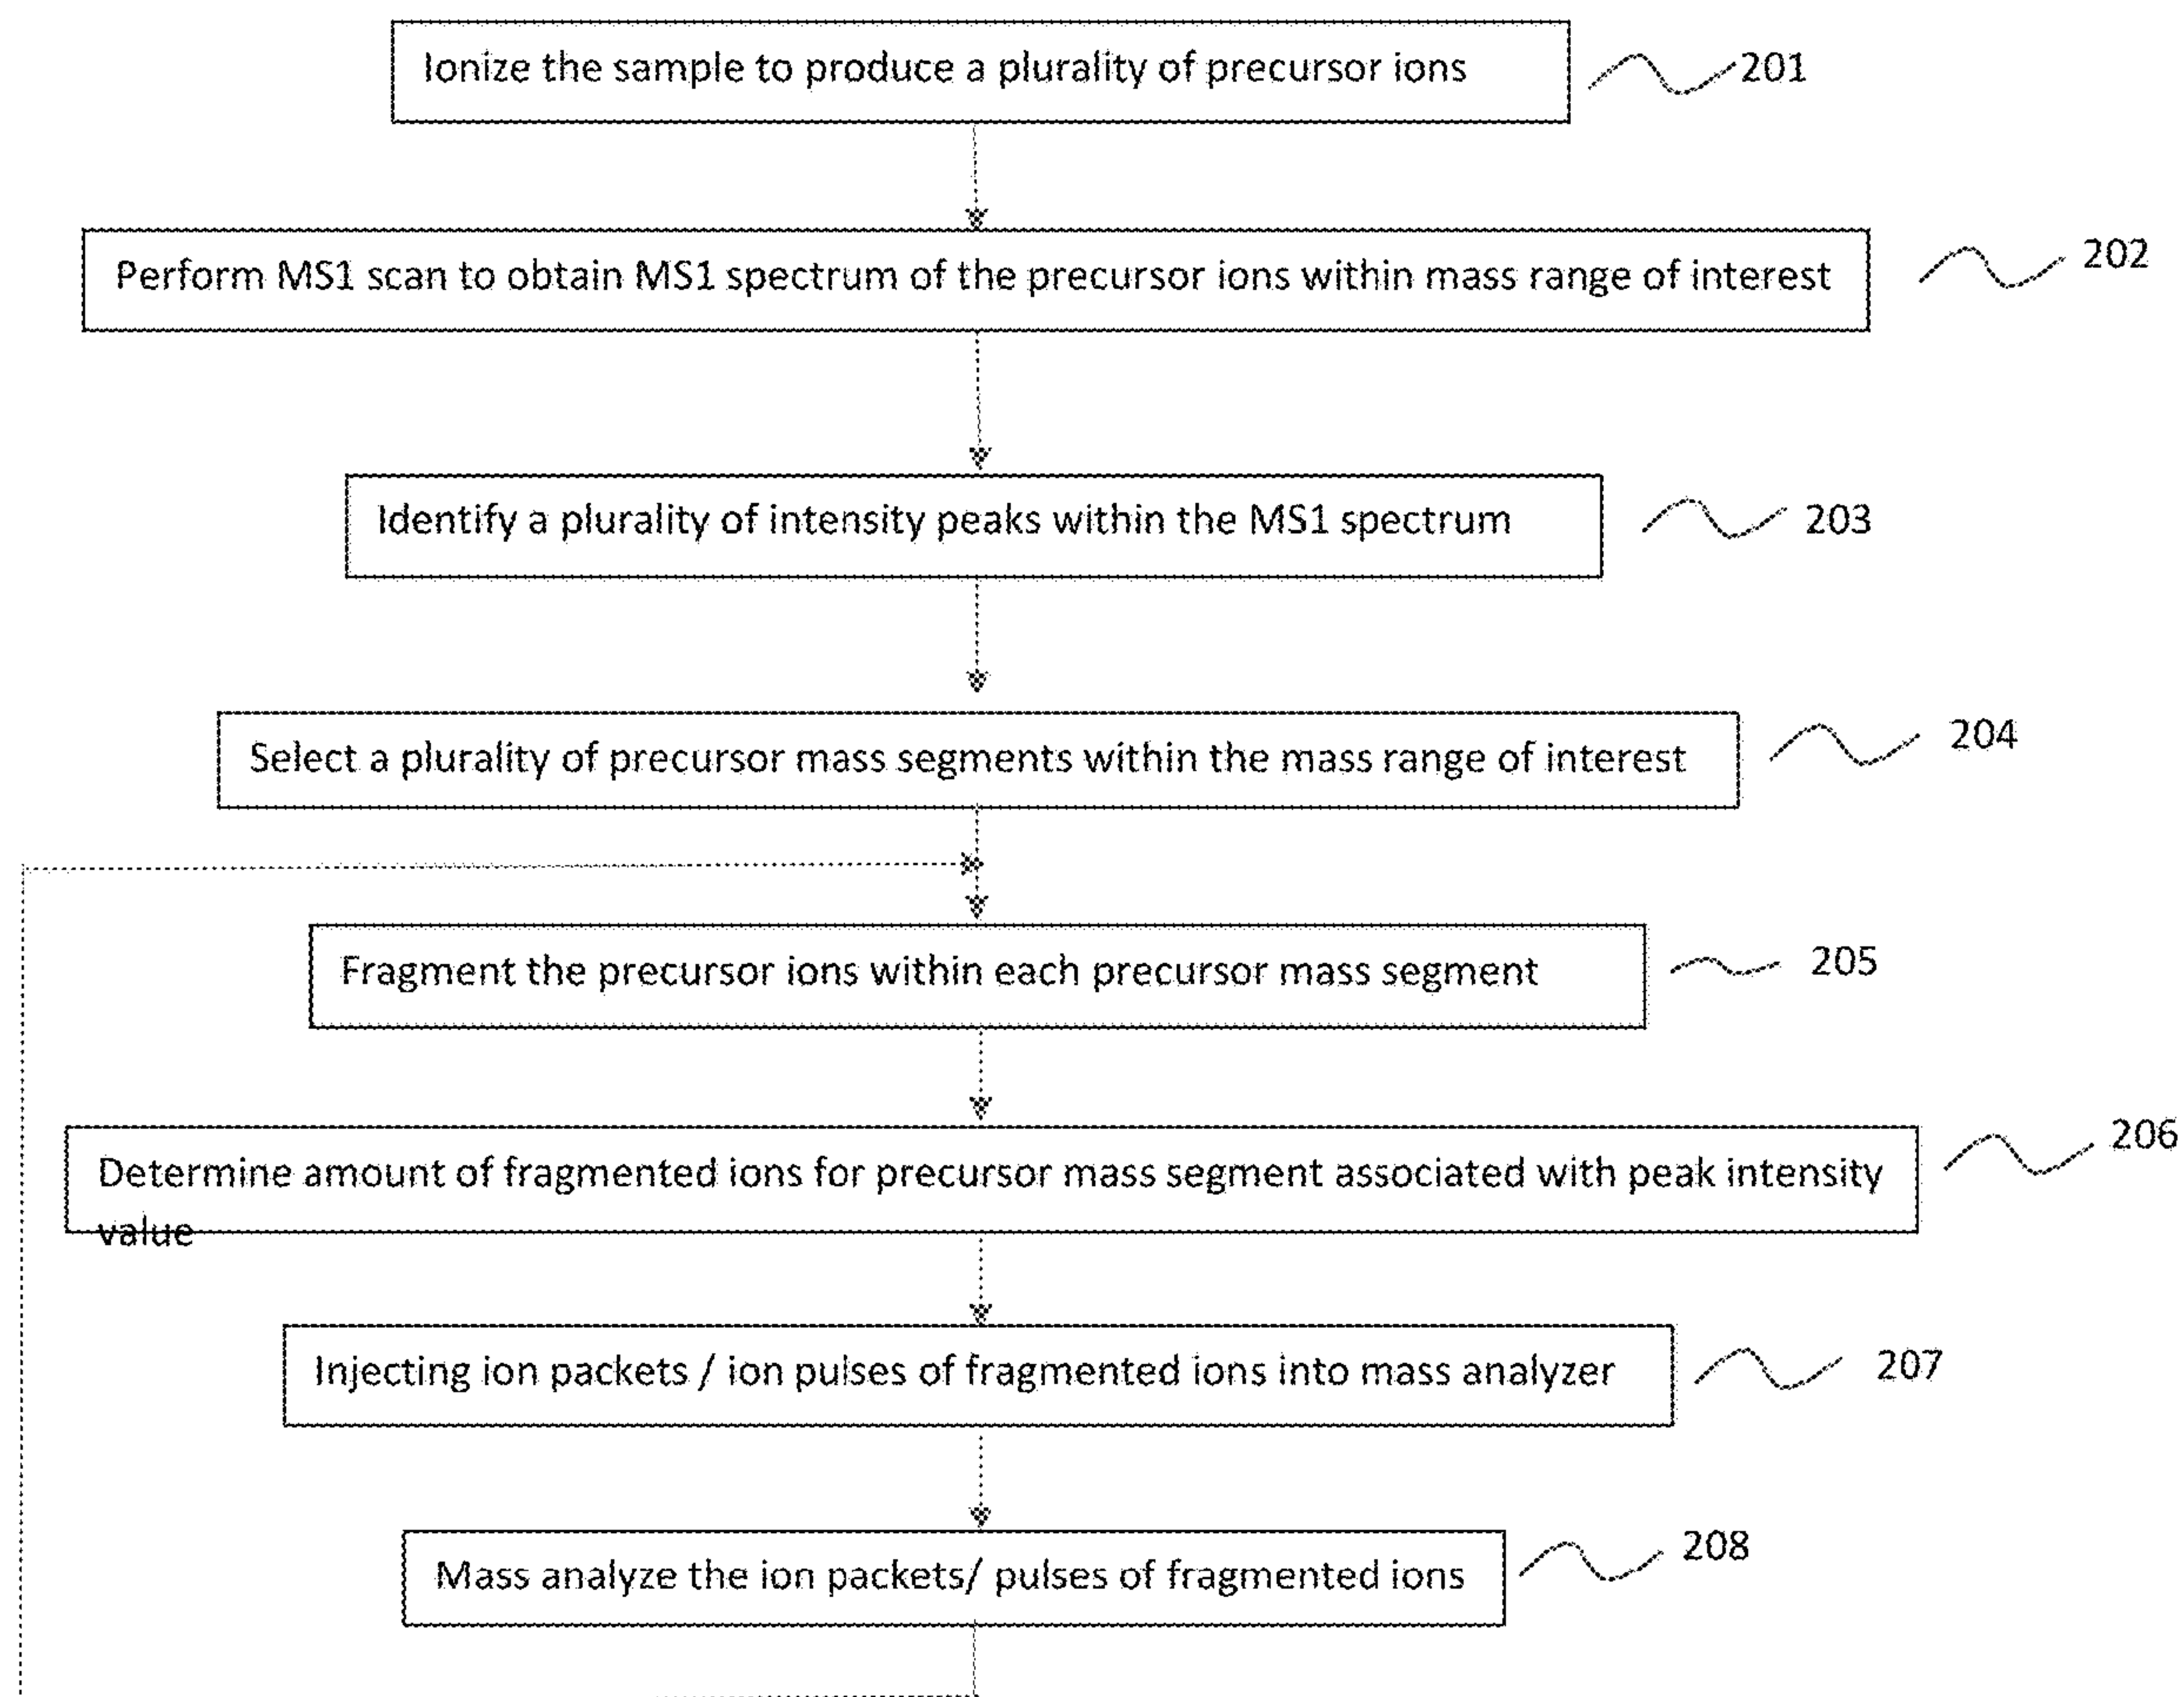 Ionize the sample to produce a plurality of precursor ions
201
Perform MS1 scan to obtain MS1 spectrum of the precursor ions within mass range of interest
202
Identify a plurality of intensity peaks within the MS1 spectrum
203
Select a plurality of precursor mass segments within the mass range of interest
204
Fragment the precursor ions within each precursor mass segment
205
Determine amount of fragmented ions for precursor mass segment associated with peak intensity
value
206
Injecting ion packets / ion pulses of fragmented ions into mass analyzer
207
Mass analyze the ion packets/ pulses of fragmented ions
208